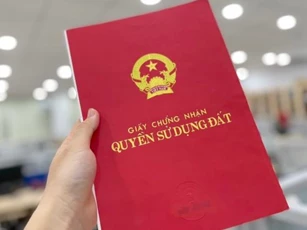 GIẤY CHỨNG NHẬN
QUYỀN SỬ DỤNG ĐẤT